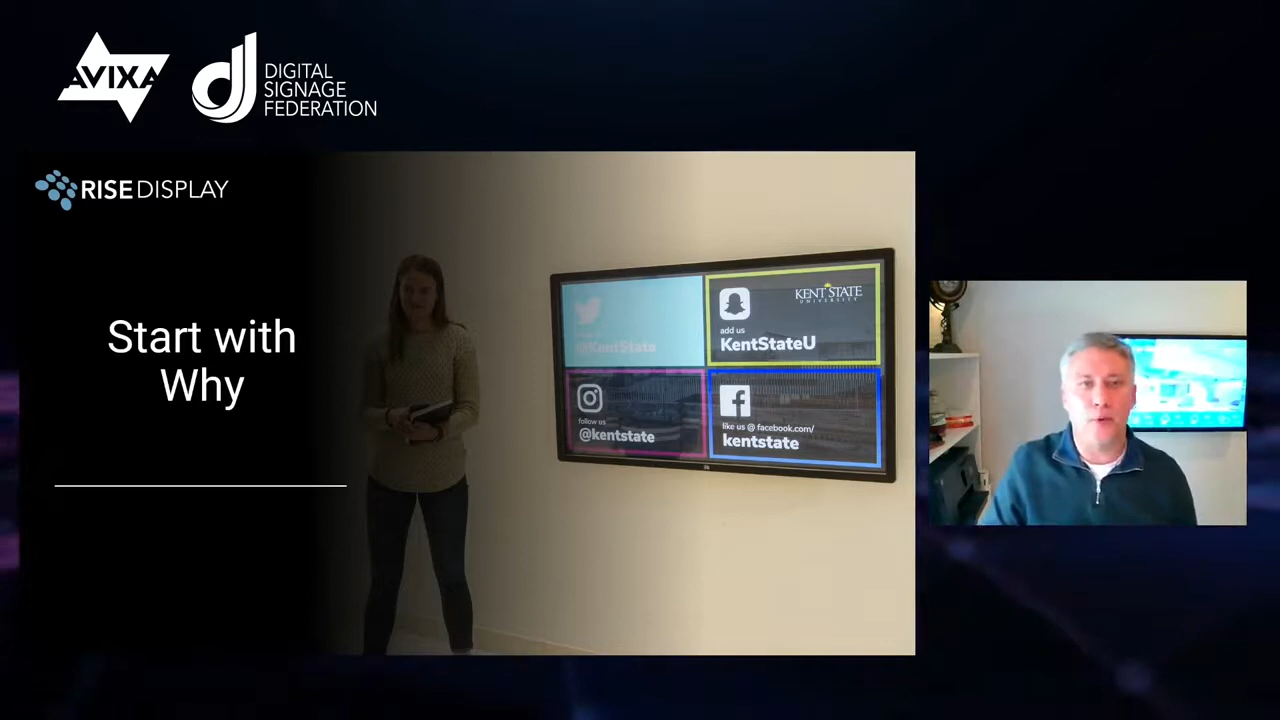 AVIXA
DIGITAL
SIGNAGE
FEDERATION
RISE DISPLAY
Start with
Why
@KentState
KENT STATE
UNIVERSITY
add us
KentStateU
follow us
@kentstate
like us @ facebook.com/
kentstate